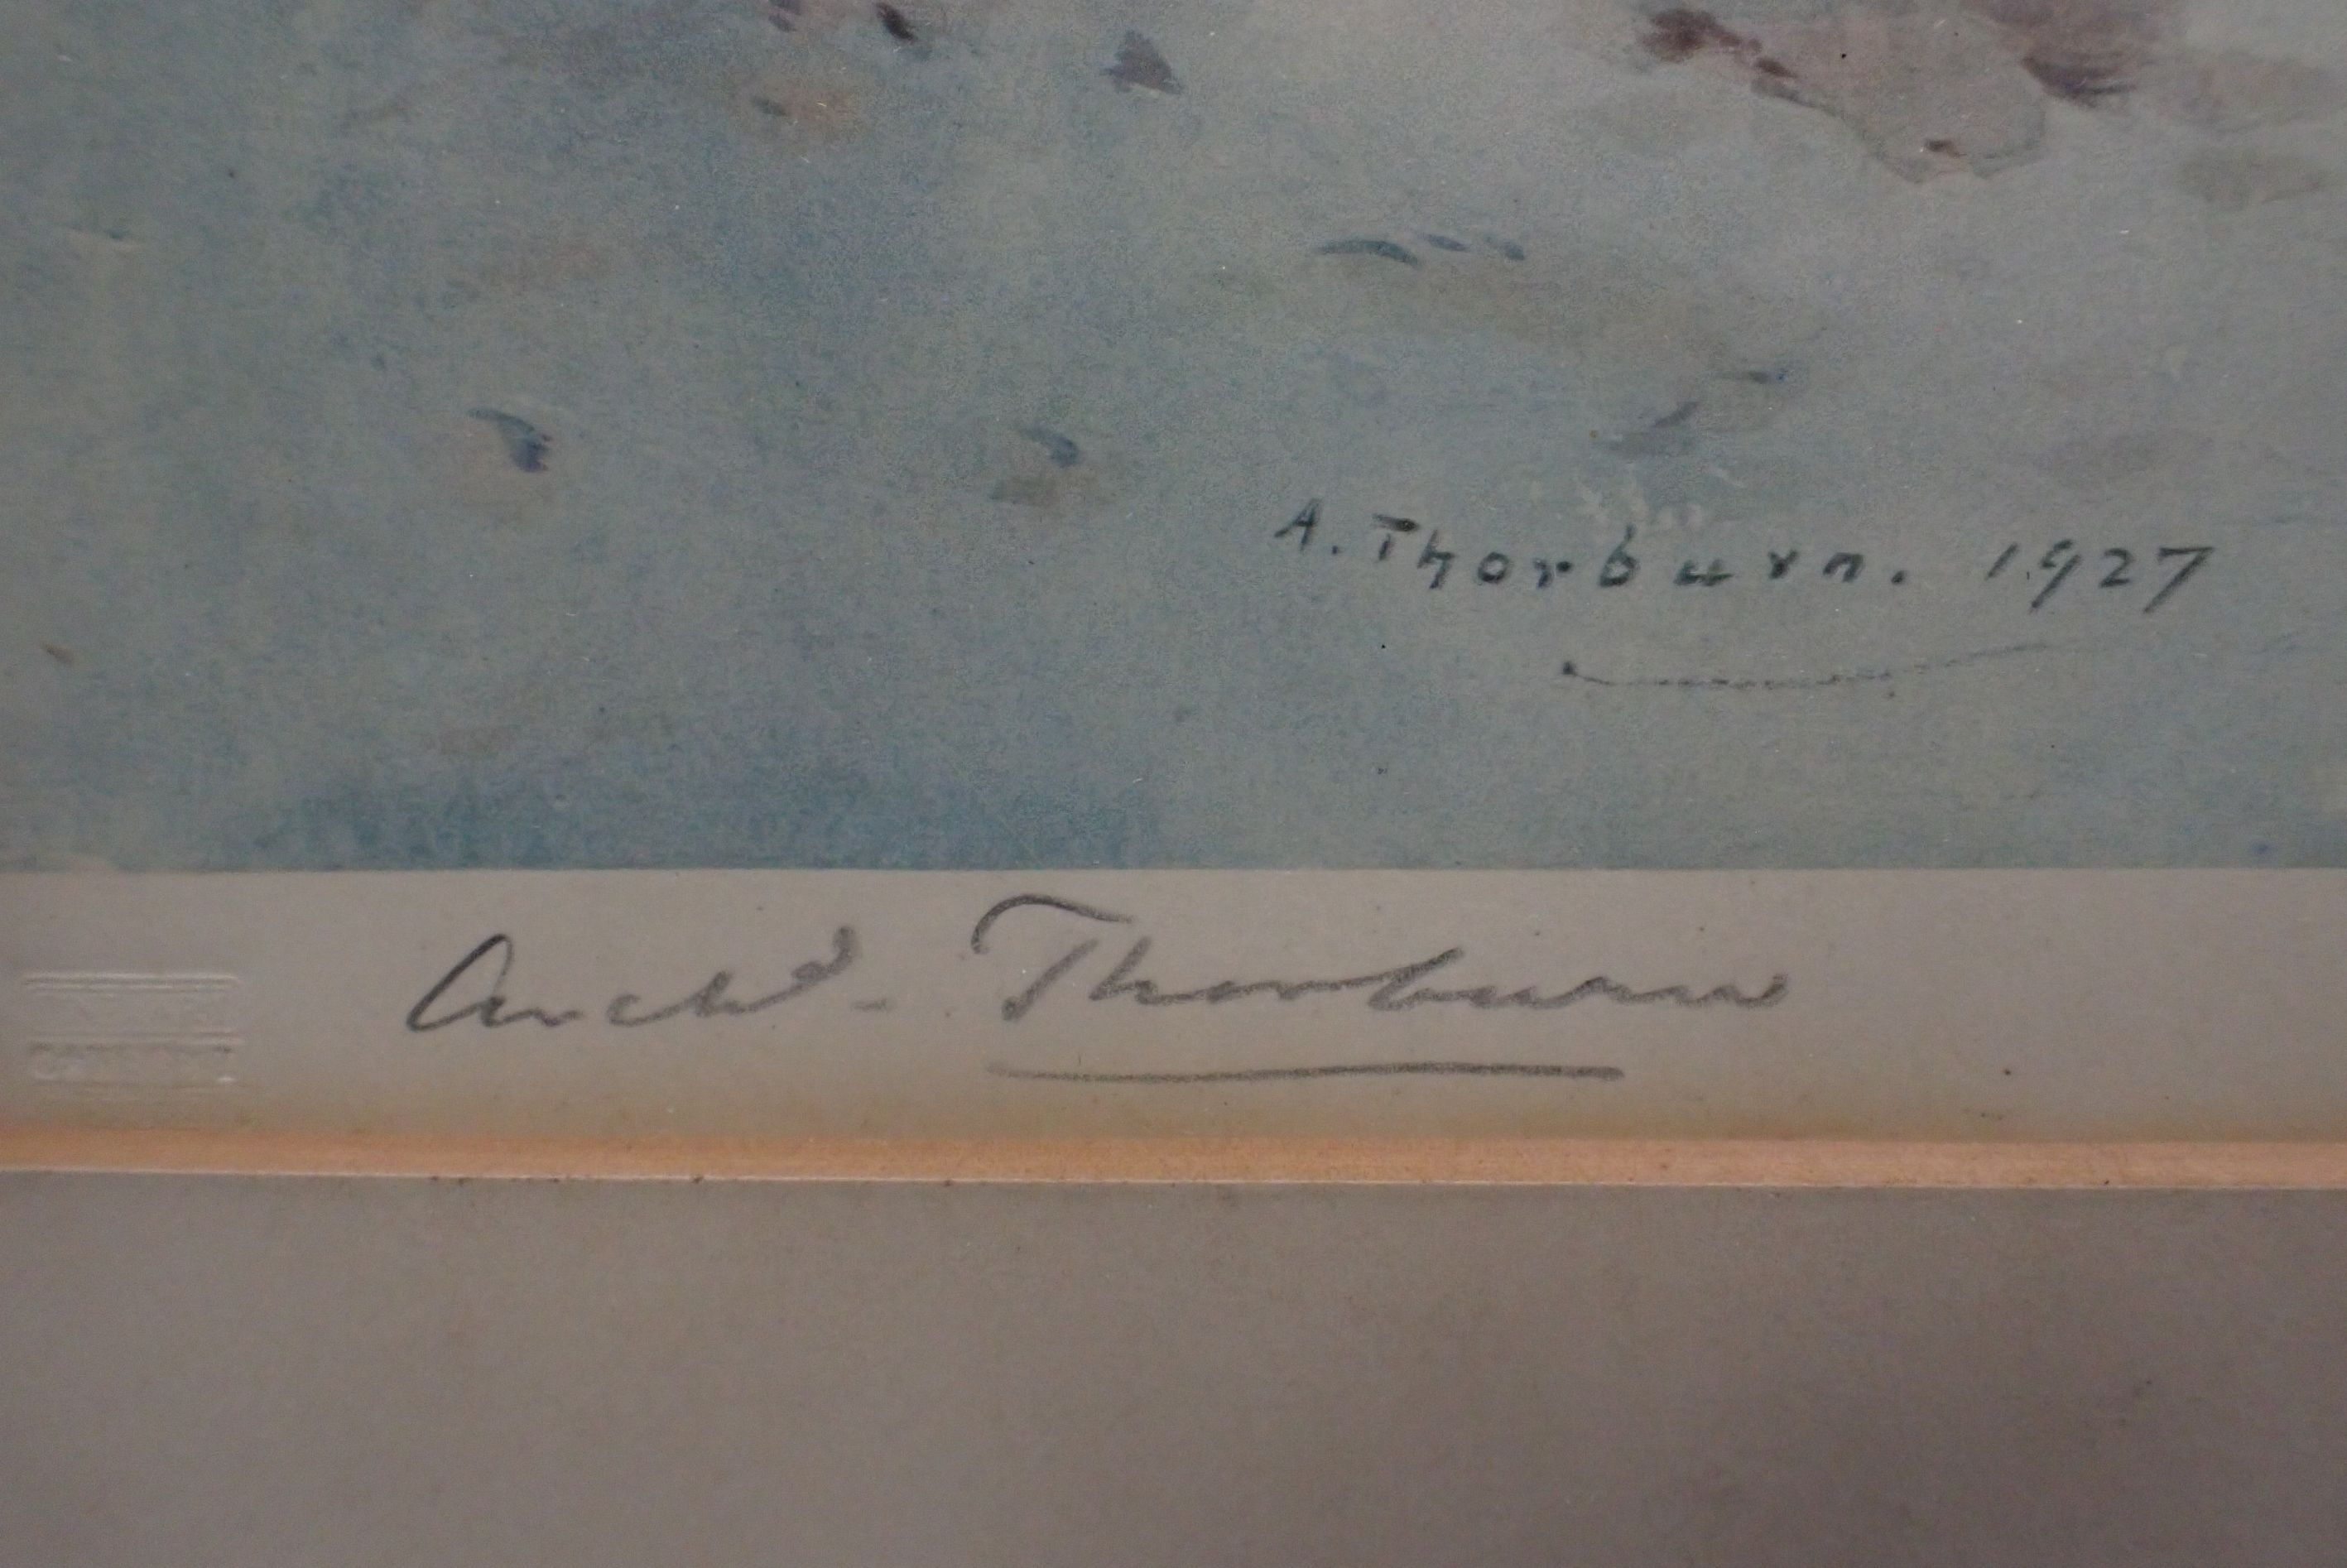 A. Thorburn. 1927
Archd. Thorburn